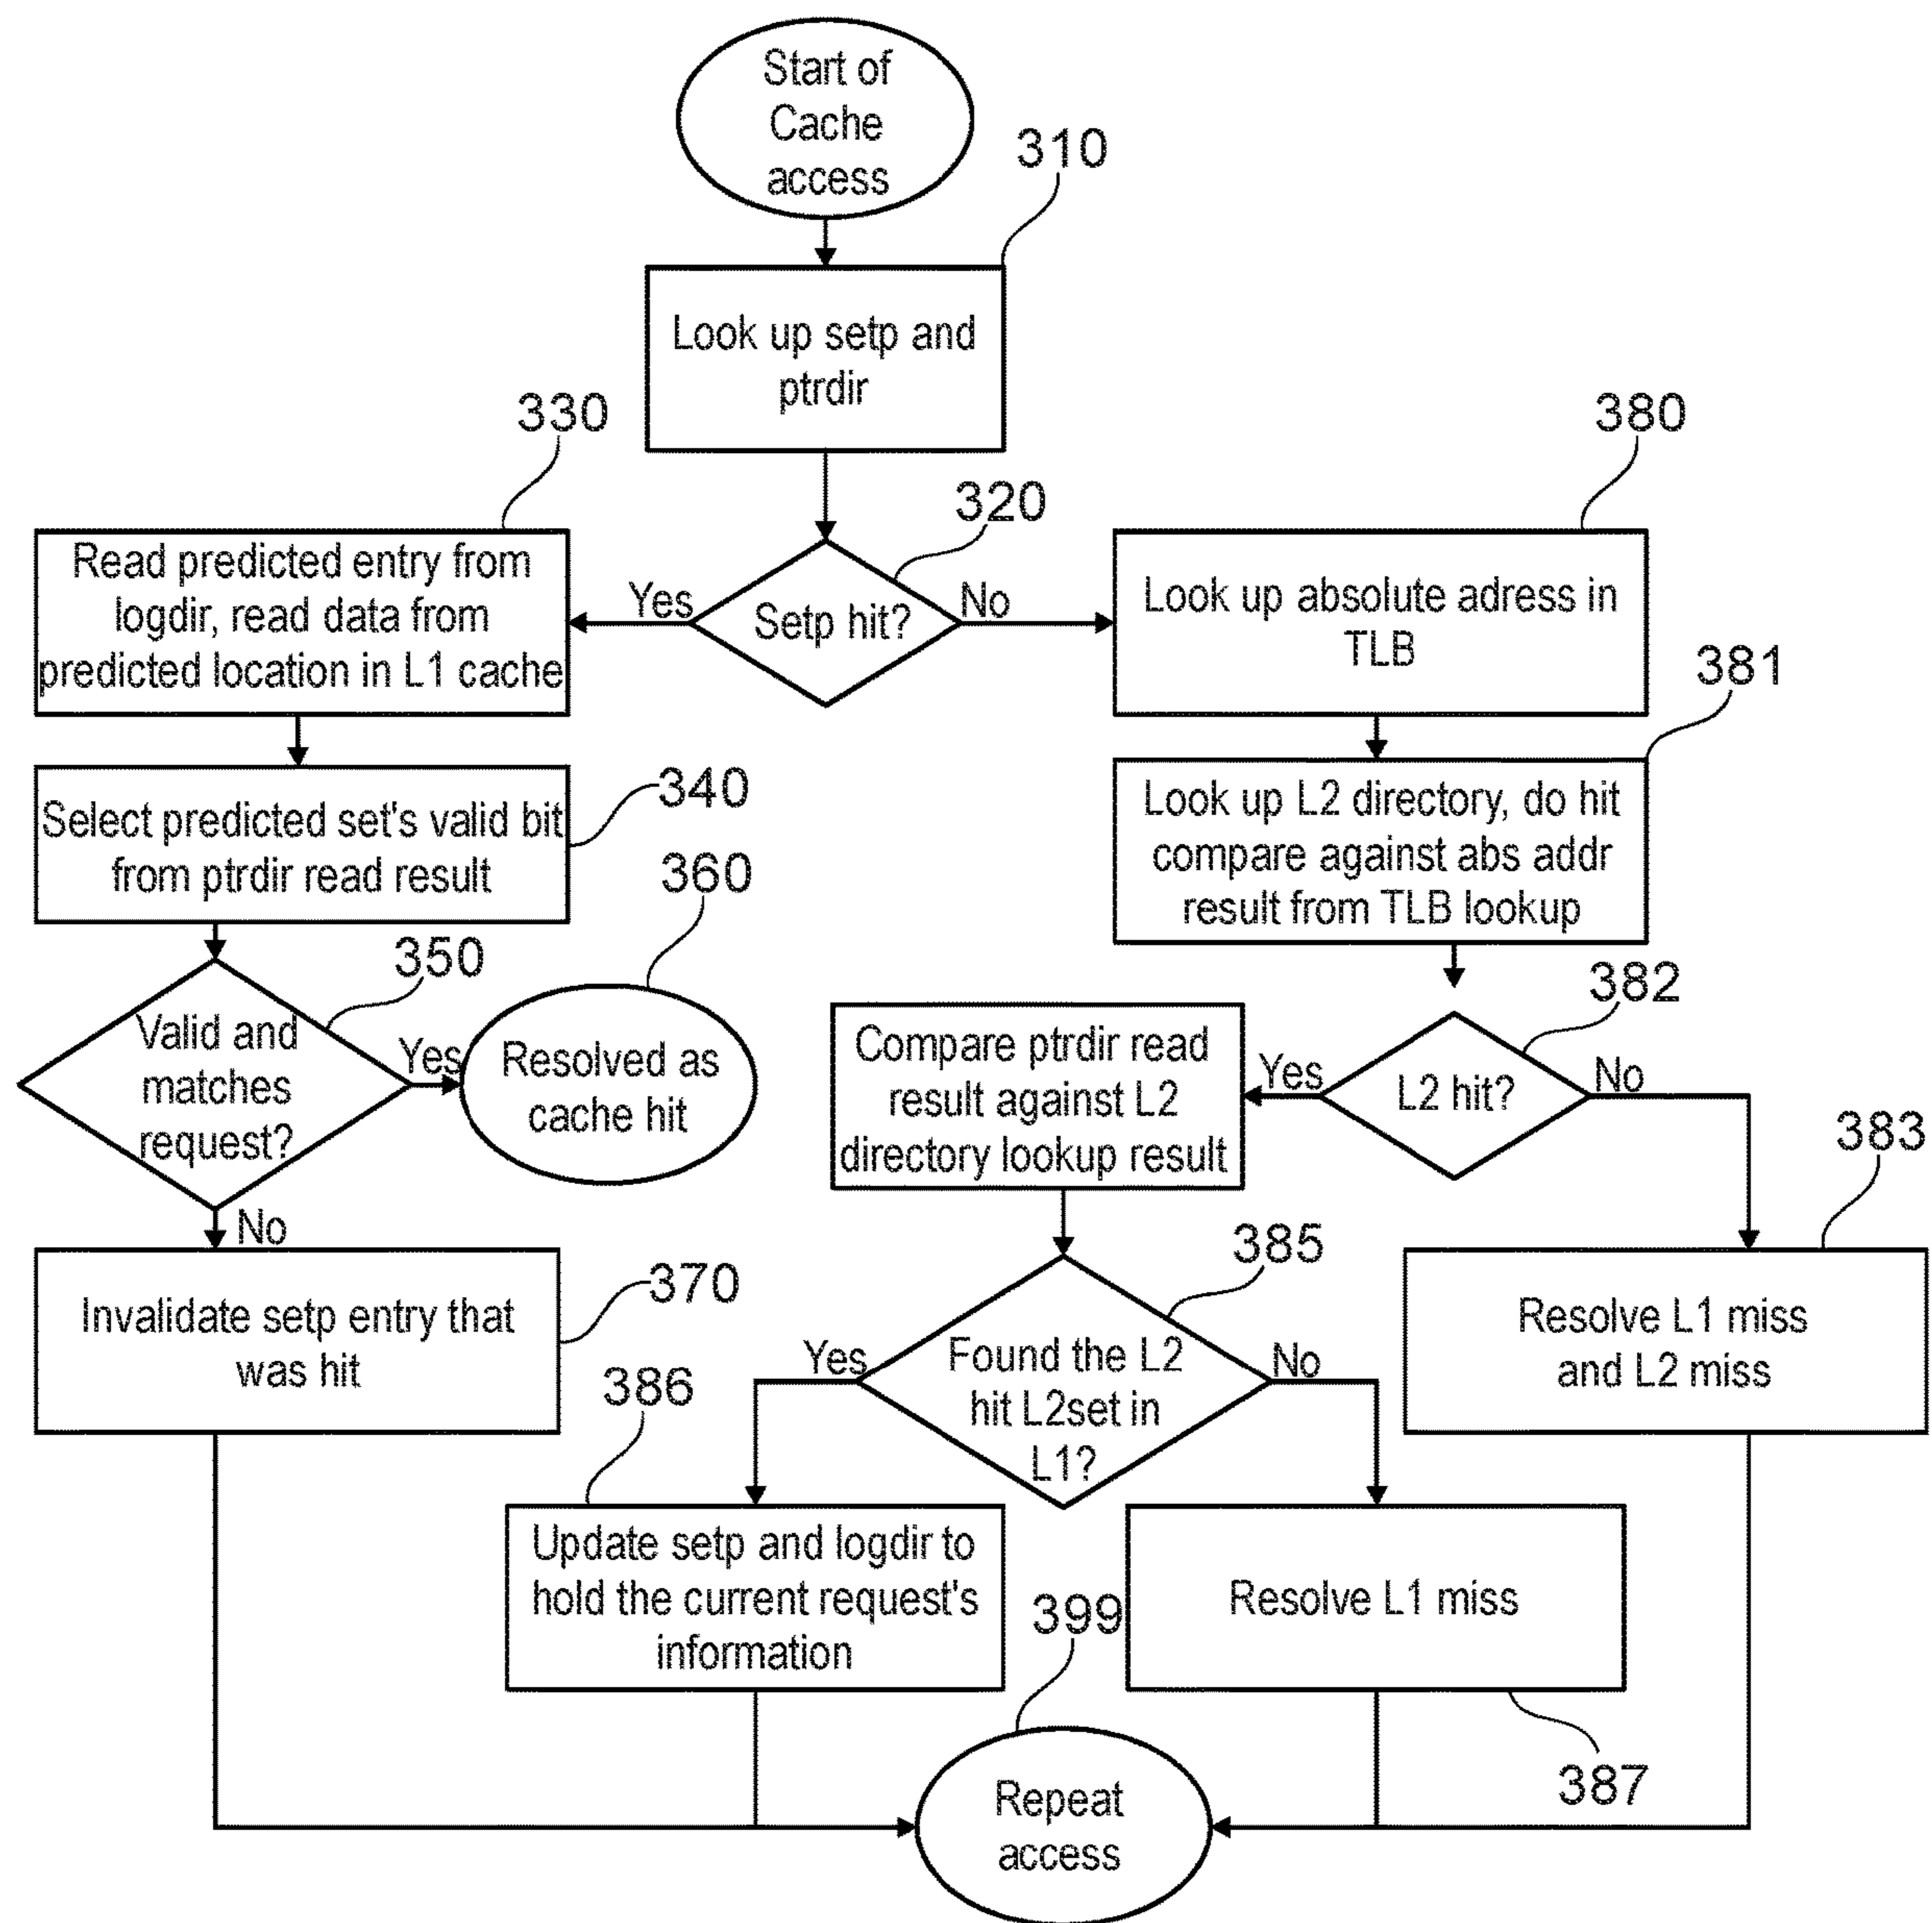 Start of
Cache
access
310
Look up setp and
ptrdir
330
320
380
Read predicted entry from
logdir, read data from
predicted location in L1 cache
Yes
Setp hit?
No
Look up absolute adress in
TLB
381
Select predicted set's valid bit
from ptrdir read result
340
Look up L2 directory, do hit
compare against abs addr
result from TLB lookup
360
350
382
Valid and
matches
request?
Yes
Resolved as
cache hit
Compare ptrdir read
result against L2
directory lookup result
Yes
L2 hit?
No
383
No
385
Invalidate setp entry that
was hit
370
Resolve L1 miss
and L2 miss
Yes
Found the L2
hit L2set in
L1?
No
386
Update setp and logdir to
hold the current request's
information
Resolve L1 miss
399
387
Repeat
access